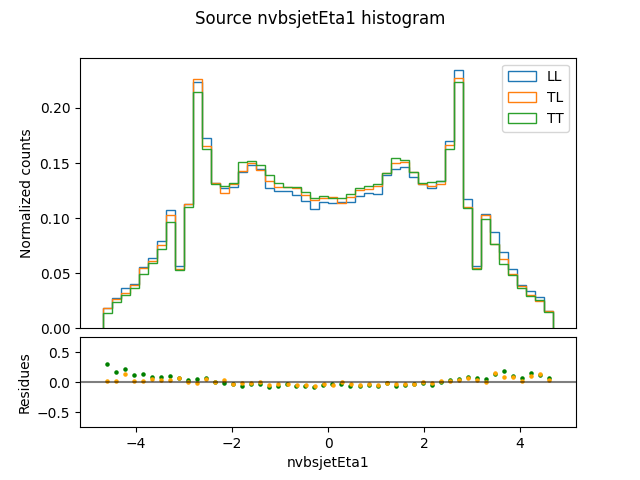 Source nvbsjetEta1 histogram
Normalized counts
0.20
0.15
0.10
0.05
0.00
LL
TL
TT
Residues
0.5
0.0
−0.5
−4
−2
0
2
4
nvbsjetEta1